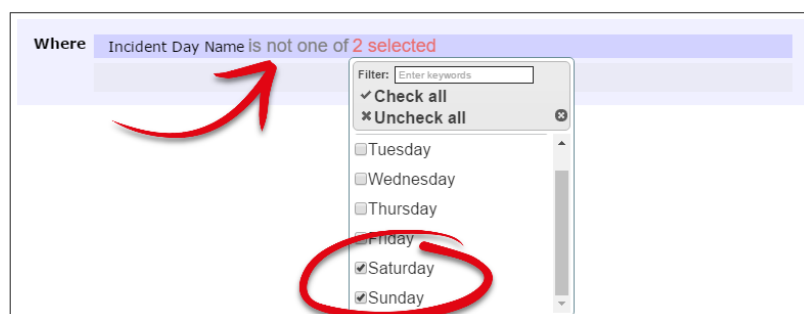 Where Incident Day Name is not one of 2 selected
Filter: Enter keywords
Check all
Uncheck all
Tuesday
Wednesday
Thursday
Friday
Saturday
Sunday